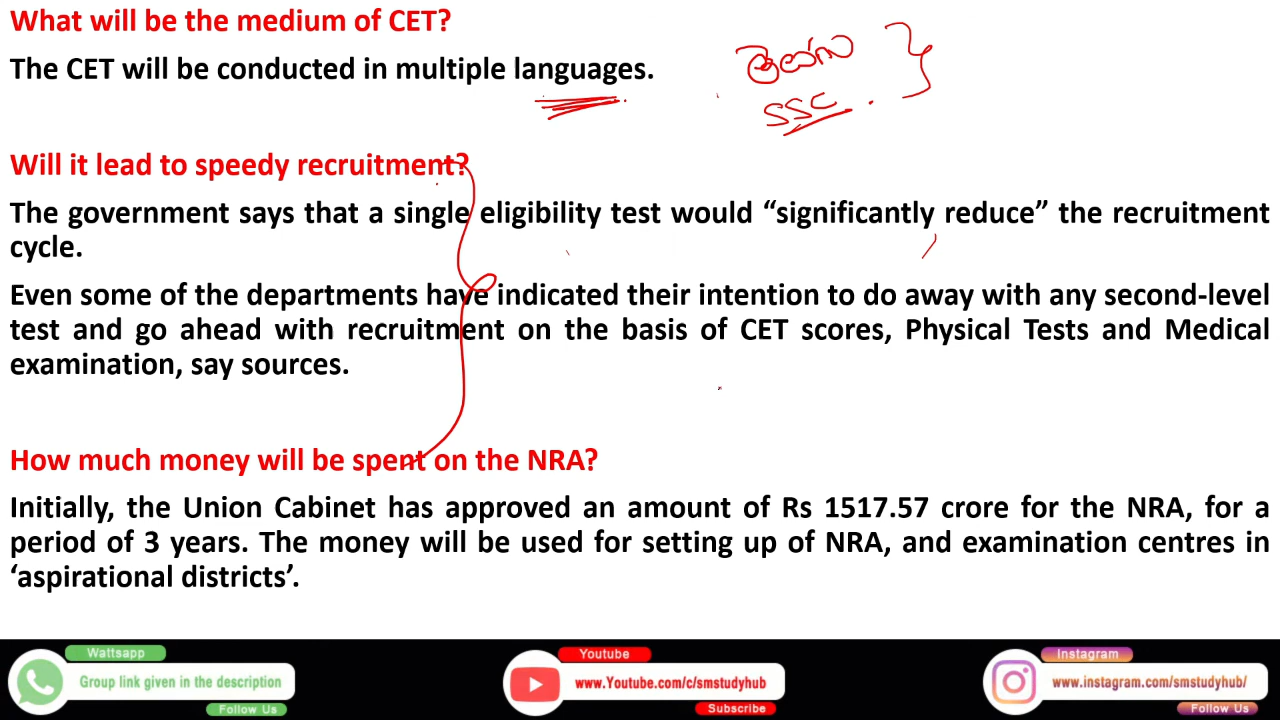 What will be the medium of CET?
The CET will be conducted in multiple languages.
SSC
Will it lead to speedy recruitment?
The government says that a single eligibility test would “significantly reduce” the recruitment
cycle.
Even some of the departments have indicated their intention to do away with any second-level
test and go ahead with recruitment on the basis of CET scores, Physical Tests and Medical
examination, say sources.
How much money will be spent on the NRA?
Initially, the Union Cabinet has approved an amount of Rs 1517.57 crore for the NRA, for a
period of 3 years. The money will be used for setting up of NRA, and examination centres in
‘aspirational districts’.
Wattsapp
Group link given in the description
Follow Us
Youtube
www.Youtube.com/c/smstudyhub
Subscribe
Instagram
www.instagram.com/smstudyhub/
Follow Us